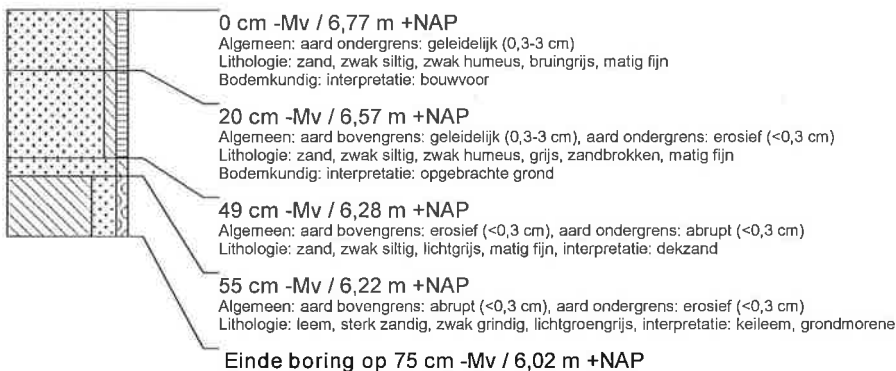 0 cm -Mv / 6,77 m +NAP
Algemeen: aard ondergrens: geleidelijk (0,3-3 cm)
Lithologie: zand, zwak siltig, zwak humeus, bruingrijs, matig fijn
Bodemkundig: interpretatie: bouwvoor
20 cm -Mv / 6,57 m +NAP
Algemeen: aard bovengrens: geleidelijk (0,3-3 cm), aard ondergrens: erosief (<0,3 cm)
Lithologie: zand, zwak siltig, zwak humeus, grijs, zandbrokken, matig fijn
Bodemkundig: interpretatie: opgebrachte grond
49 cm -Mv / 6,28 m +NAP
Algemeen: aard bovengrens: erosief (<0,3 cm), aard ondergrens: abrupt (<0,3 cm)
Lithologie: zand, zwak siltig, lichtgrijs, matig fijn, interpretatie: dekzand
55 cm -Mv / 6,22 m +NAP
Algemeen: aard bovengrens: abrupt (<0,3 cm), aard ondergrens: erosief (<0,3 cm)
Lithologie: leem, sterk zandig, zwak grindig, lichtgroengrijs, interpretatie: keileem, grondmorene
Einde boring op 75 cm -Mv / 6,02 m +NAP